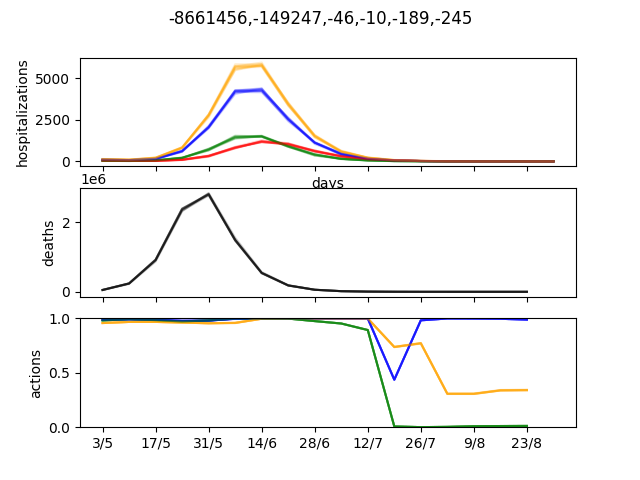 -8661456,-149247,-46,-10,-189,-245
5000
2500
0
hospitalizations
days
1e6
2
0
deaths
1.0
0.5
0.0
actions
3/5 17/5 31/5 14/6 28/6 12/7 26/7 9/8 23/8